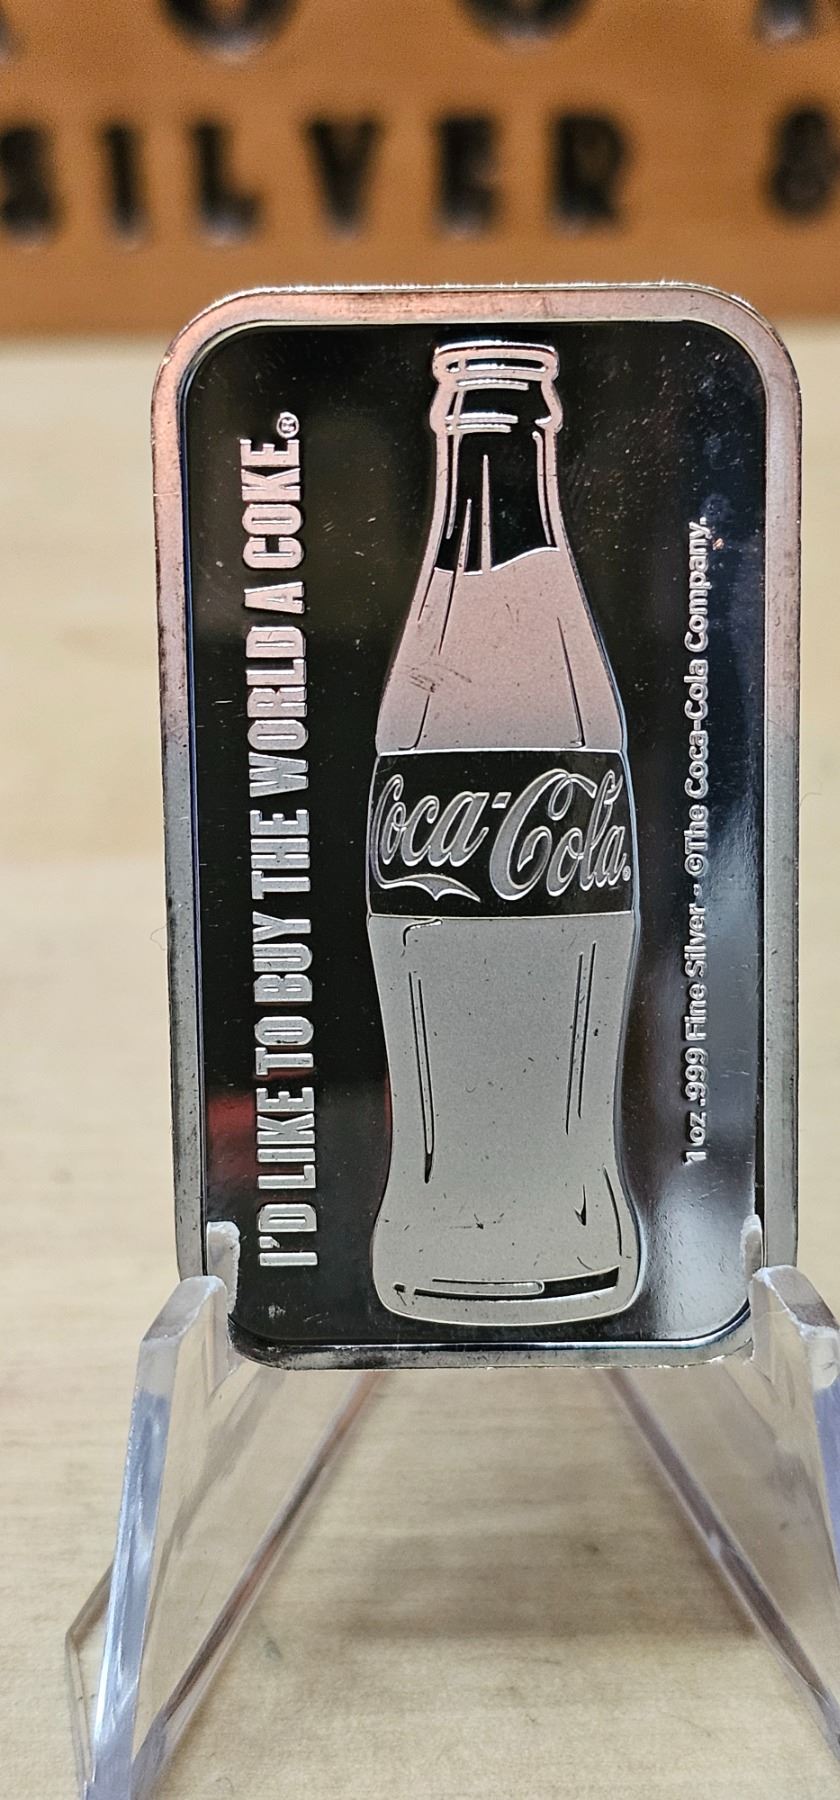 SILVER &
I'D LIKE TO BUY THE WORLD A COKE.®
Coca-Cola®
1 oz .999 Fine Silver - ©The Coca-Cola Company.